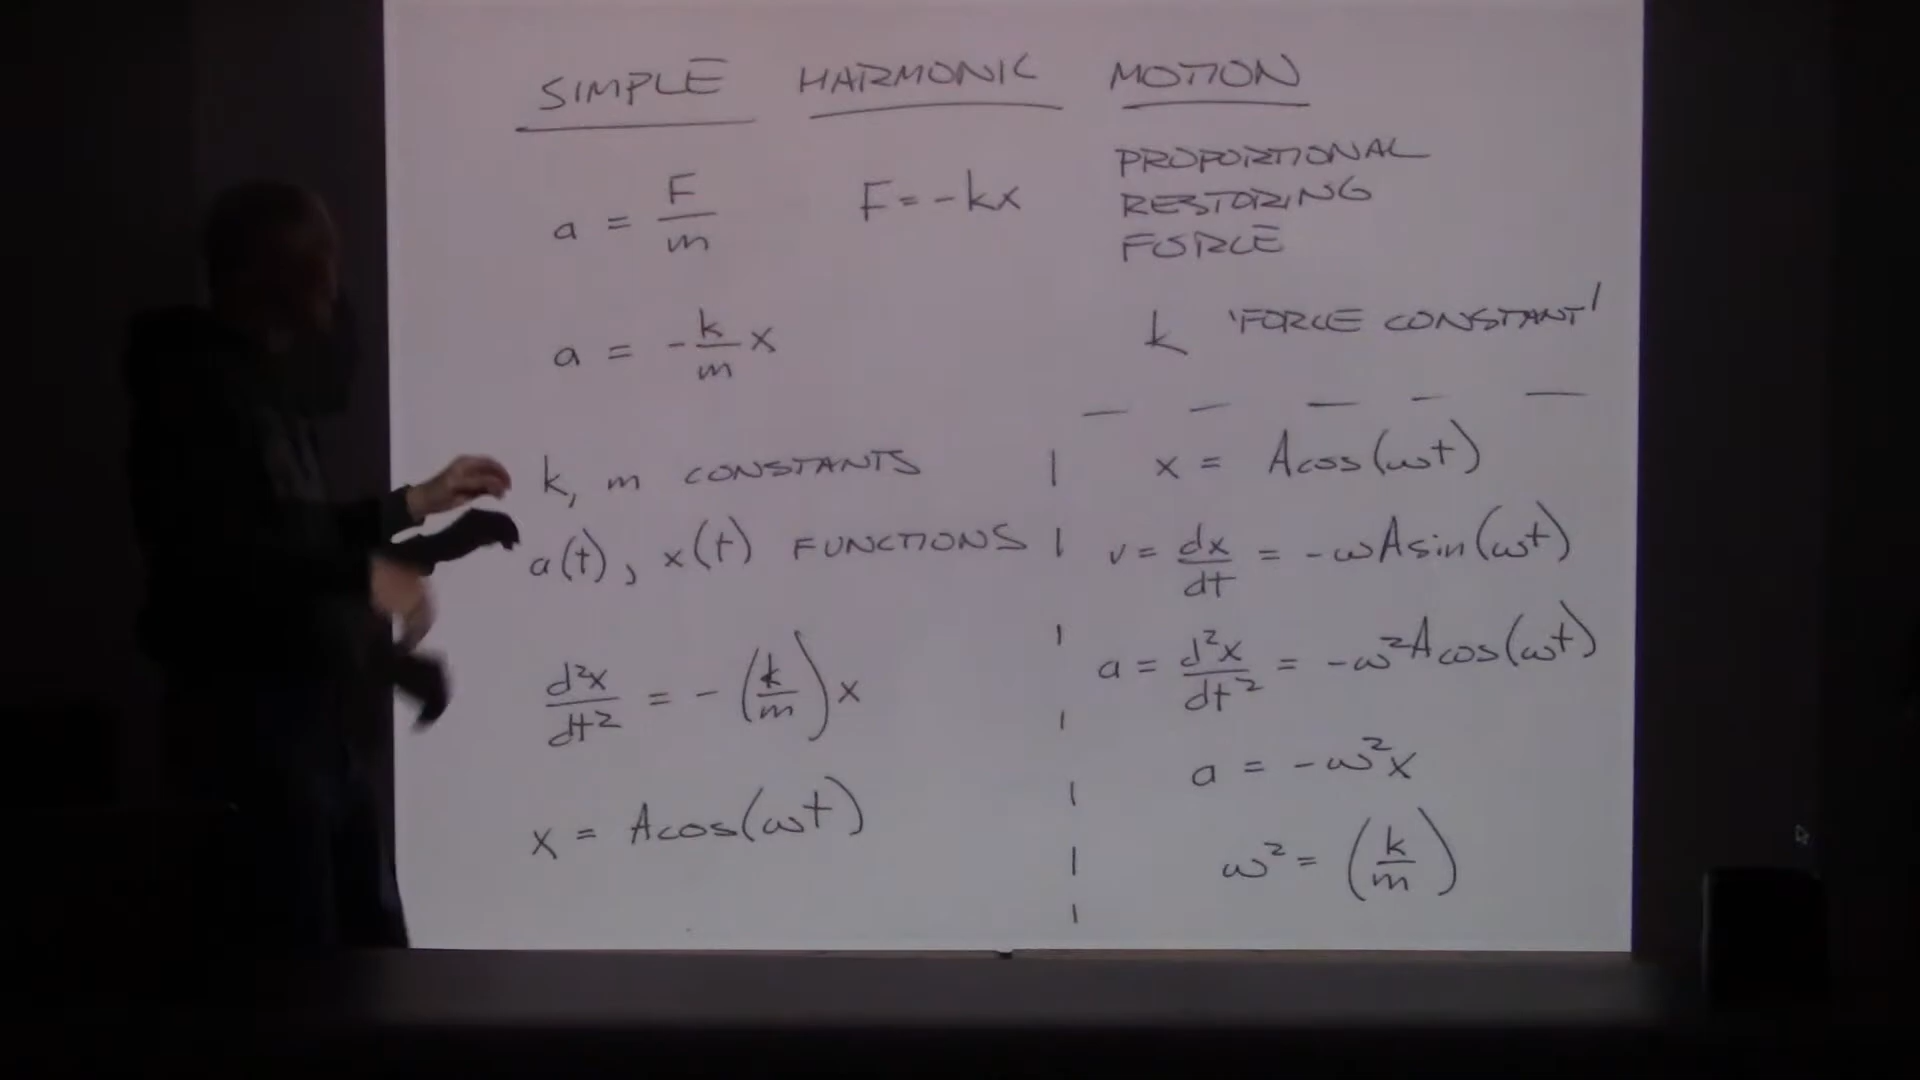 SIMPLE HARMONIC MOTION
a = F/m
F = -kx
PROPORTIONAL
RESTORING
FORCE
a = -k/m x
k 'FORCE CONSTANT'
k, m CONSTANTS
a(t), x(t) FUNCTIONS
d²x/dt² = -(k/m)x
x = Acos(ωt)
x = Acos(ωt)
v = dx/dt = -ωAsin(ωt)
a = d²x/dt² = -ω²Acos(ωt)
a = -ω²x
ω² = (k/m)